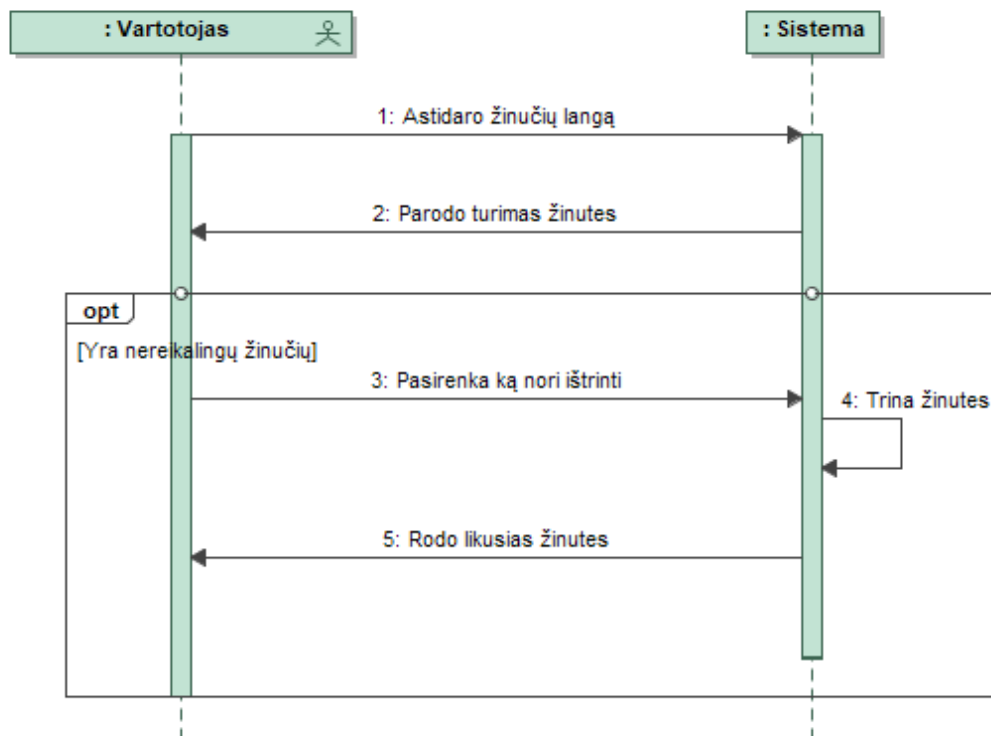 : Vartotojas
: Sistema
1: Astidaro žinučių langą
2: Parodo turimas žinutes
opt
[Yra nereikalingų žinučių]
3: Pasirenka ką nori ištrinti
4: Trina žinutes
5: Rodo likusias žinutes